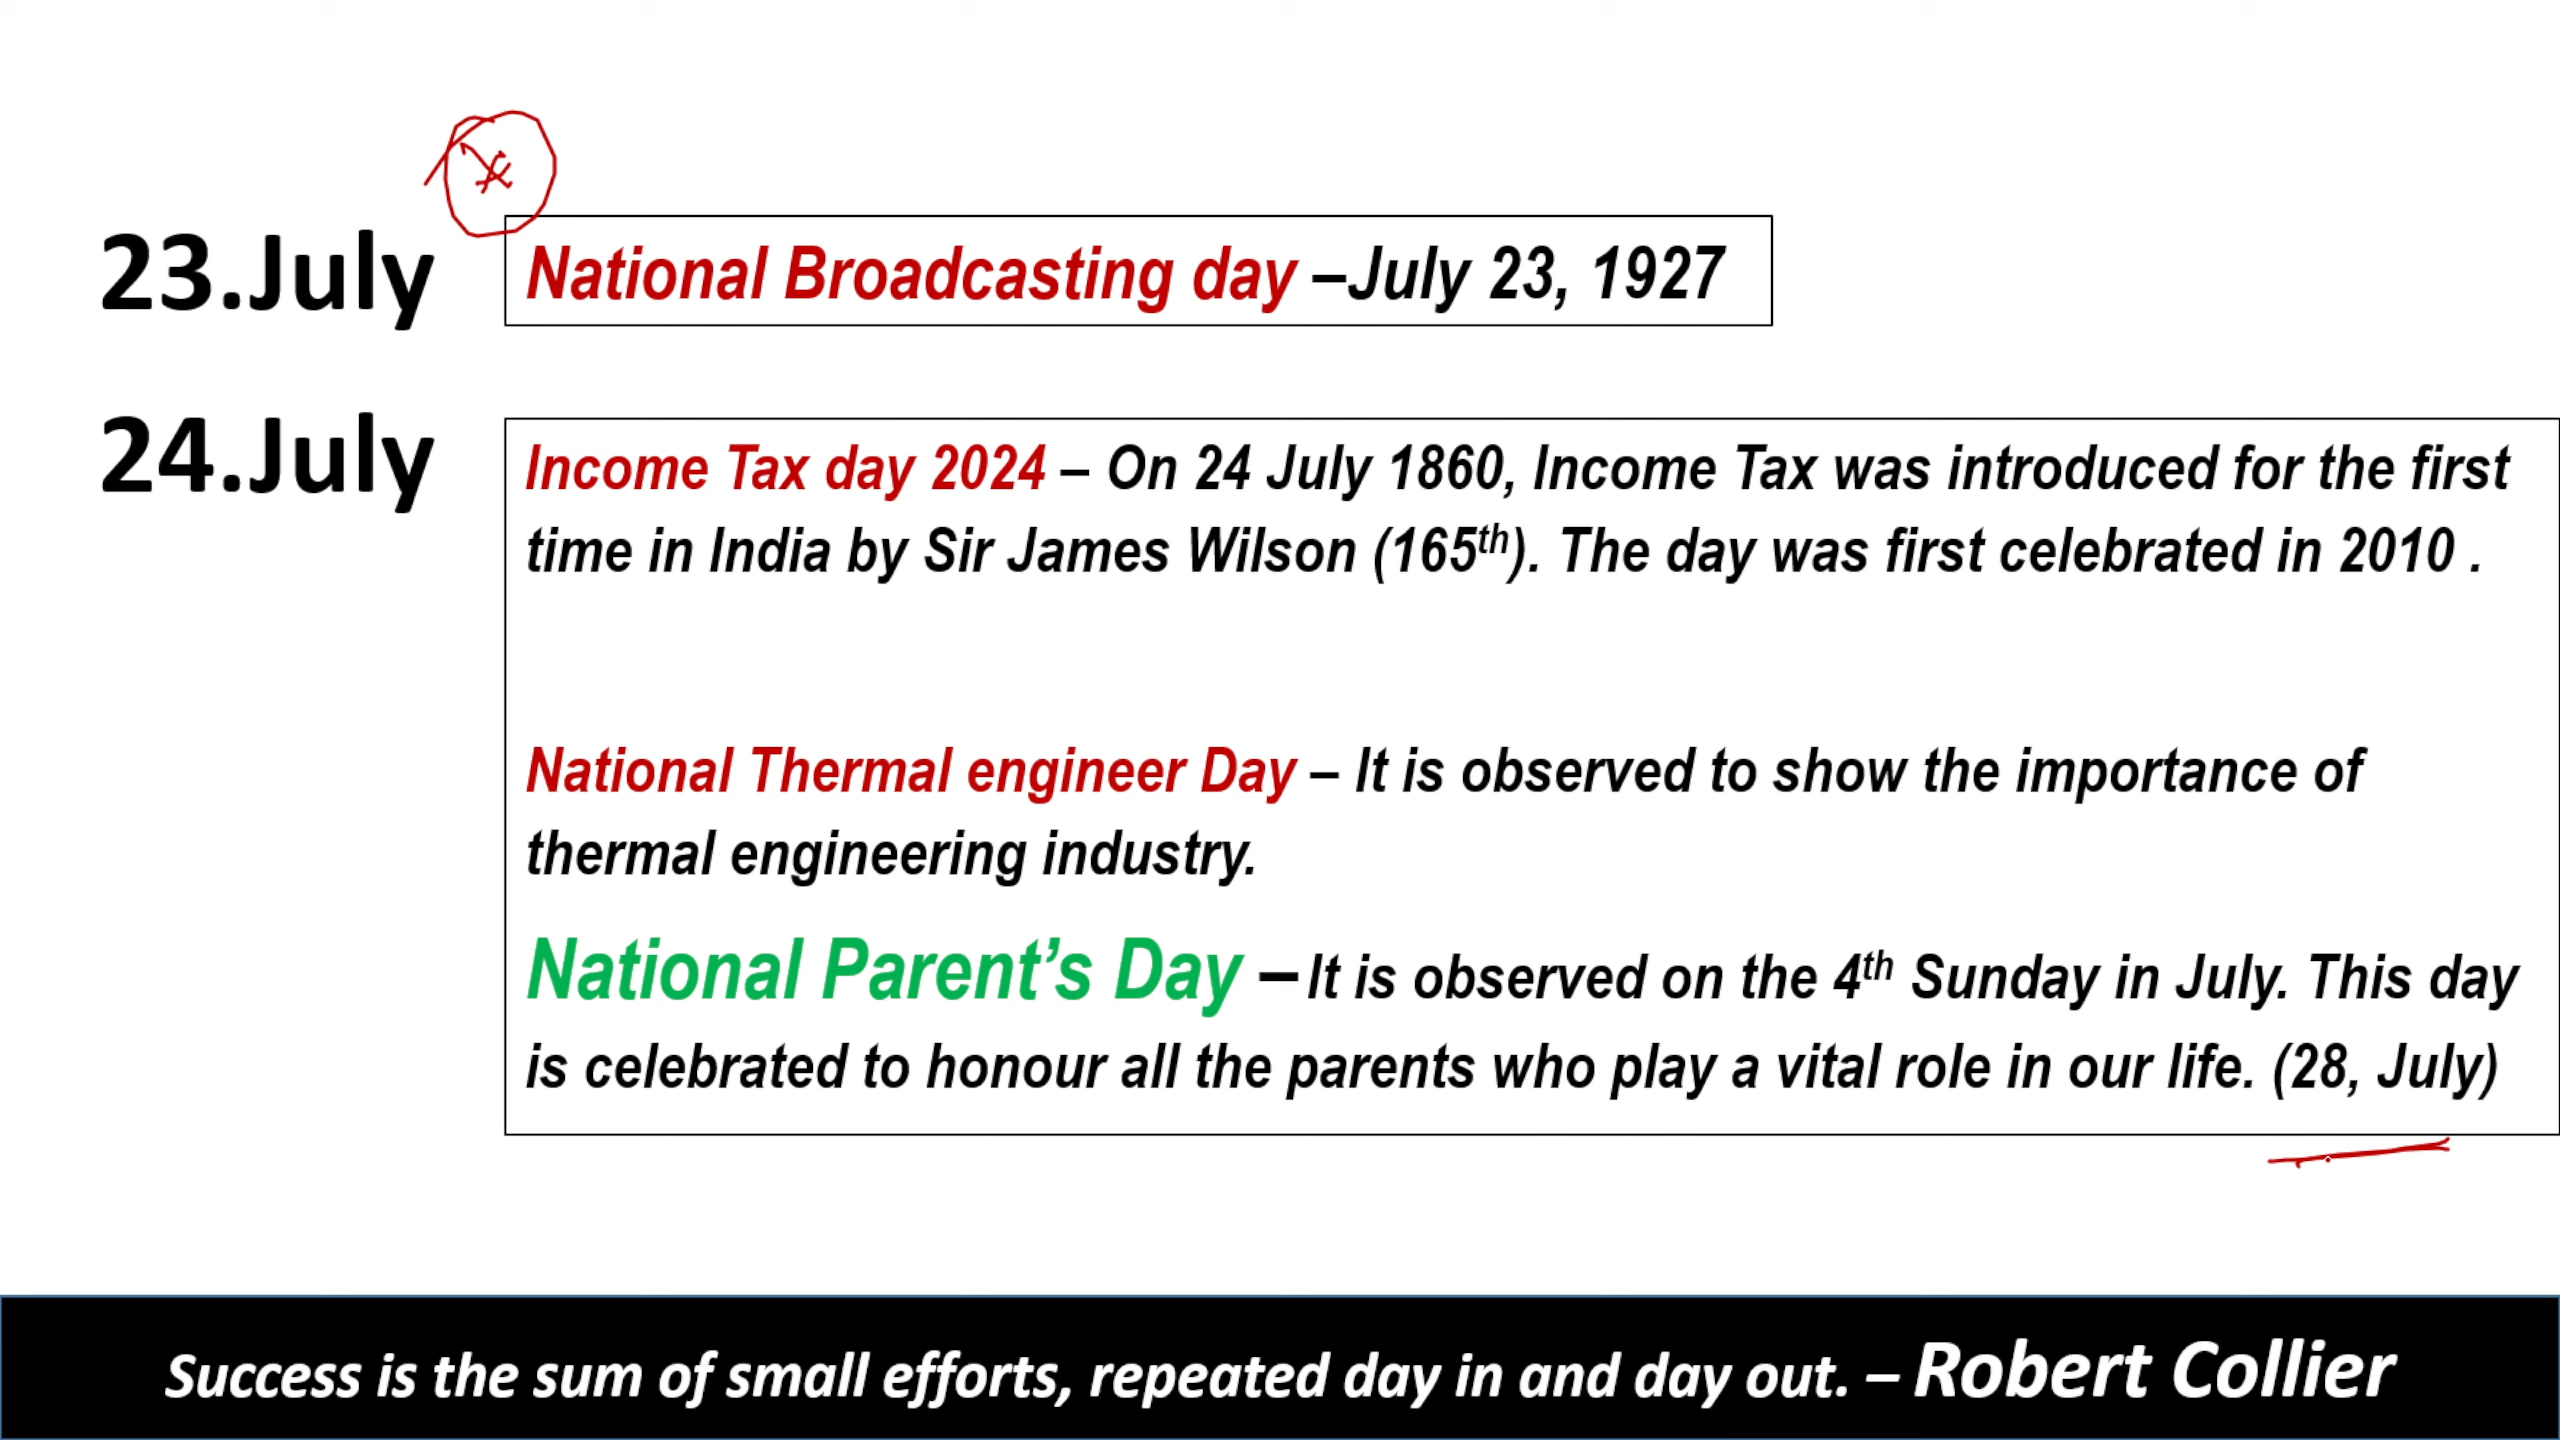 23.July
National Broadcasting day –July 23, 1927
24.July
Income Tax day 2024 – On 24 July 1860, Income Tax was introduced for the first
time in India by Sir James Wilson (165th). The day was first celebrated in 2010 .
National Thermal engineer Day – It is observed to show the importance of
thermal engineering industry.
National Parent’s Day – It is observed on the 4th Sunday in July. This day
is celebrated to honour all the parents who play a vital role in our life. (28, July)
Success is the sum of small efforts, repeated day in and day out. – Robert Collier